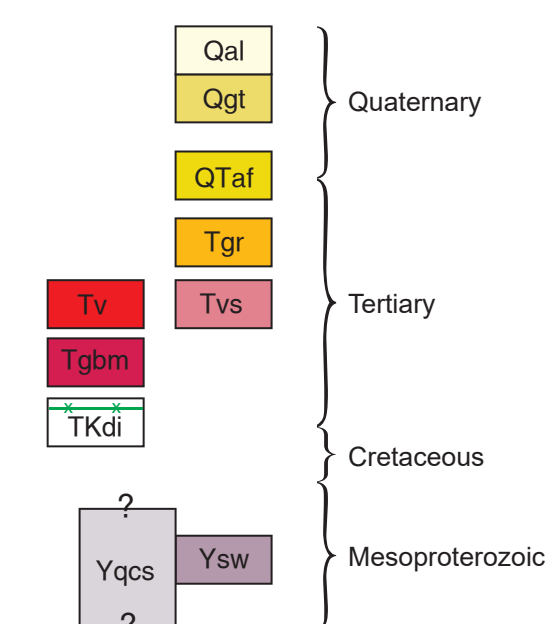 Qal
Qgt
Quaternary
QTaf
Tgr
Tv
Tvs
Tertiary
Tgbm
x x
TKdi
Cretaceous
?
Yqcs
Ysw
Mesoproterozoic
?